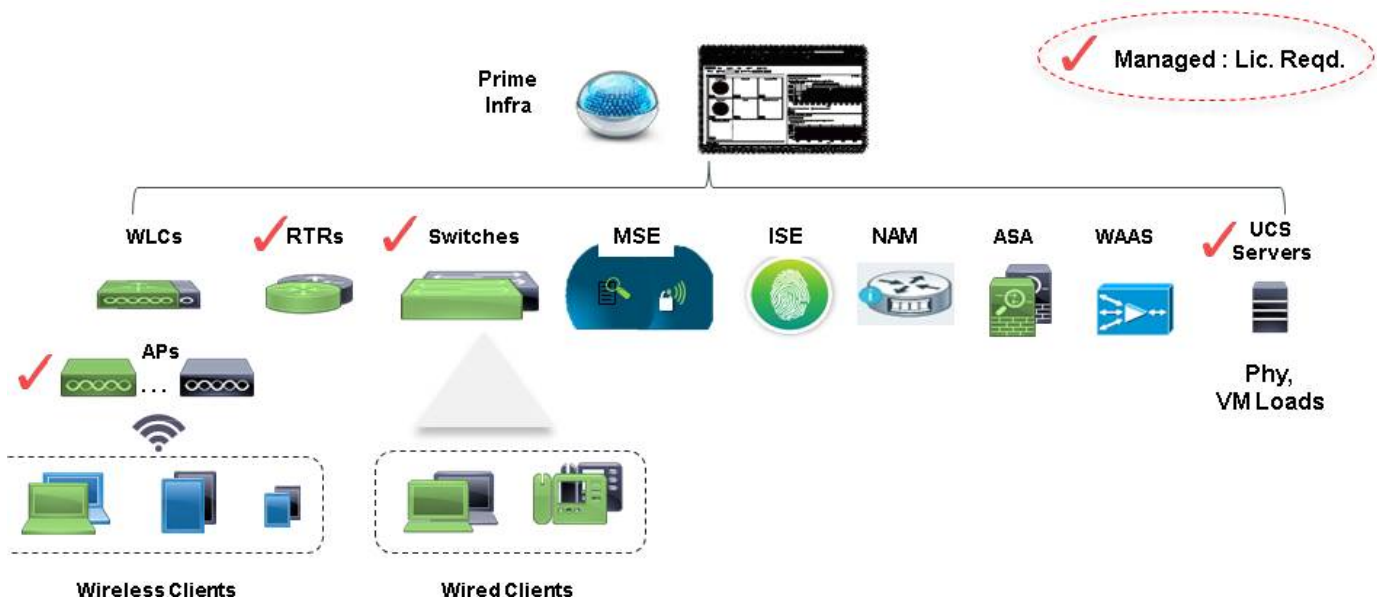 Prime
Infra
Managed : Lic. Reqd.
WLCs
RTRs
Switches
MSE
ISE
NAM
ASA
WAAS
UCS
Servers
APs
...
Phy,
VM Loads
Wireless Clients
Wired Clients